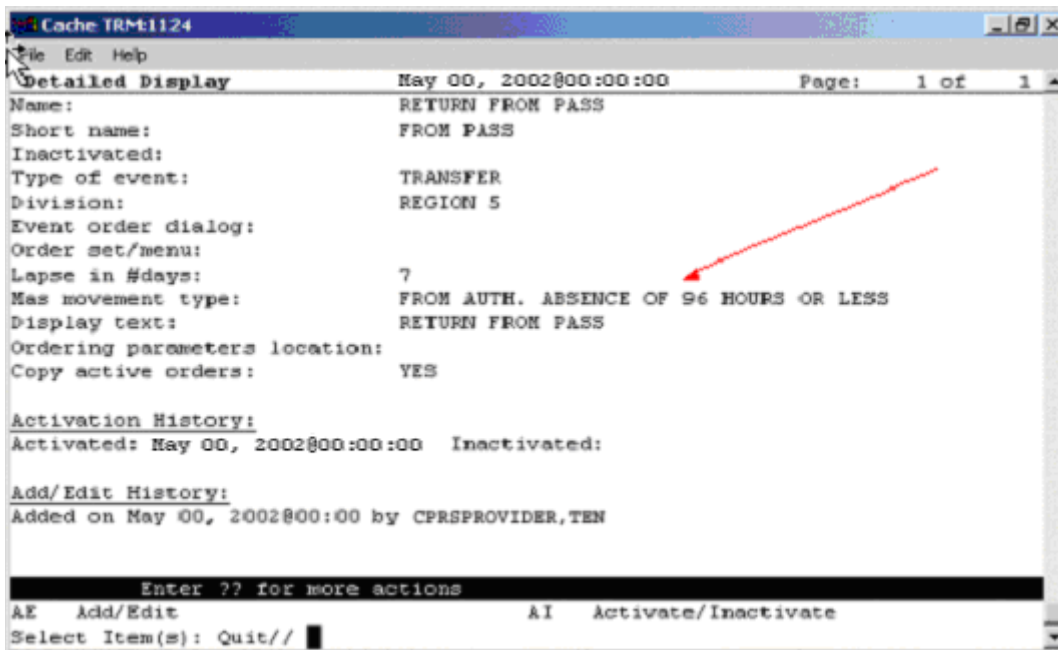 Cache TRM:1124
File Edit Help
Detailed Display May 00, 2002@00:00:00 Page: 1 of 1
Name: RETURN FROM PASS
Short name: FROM PASS
Inactivated:
Type of event: TRANSFER
Division: REGION 5
Event order dialog:
Order set/menu:
Lapse in #days: 7
Mas movement type: FROM AUTH. ABSENCE OF 96 HOURS OR LESS
Display text: RETURN FROM PASS
Ordering parameters location:
Copy active orders: YES
Activation History:
Activated: May 00, 2002@00:00:00 Inactivated:
Add/Edit History:
Added on May 00, 2002@00:00 by CPRSPROVIDER,TEN
Enter ?? for more actions
AE Add/Edit AI Activate/Inactivate
Select Item(s): Quit//